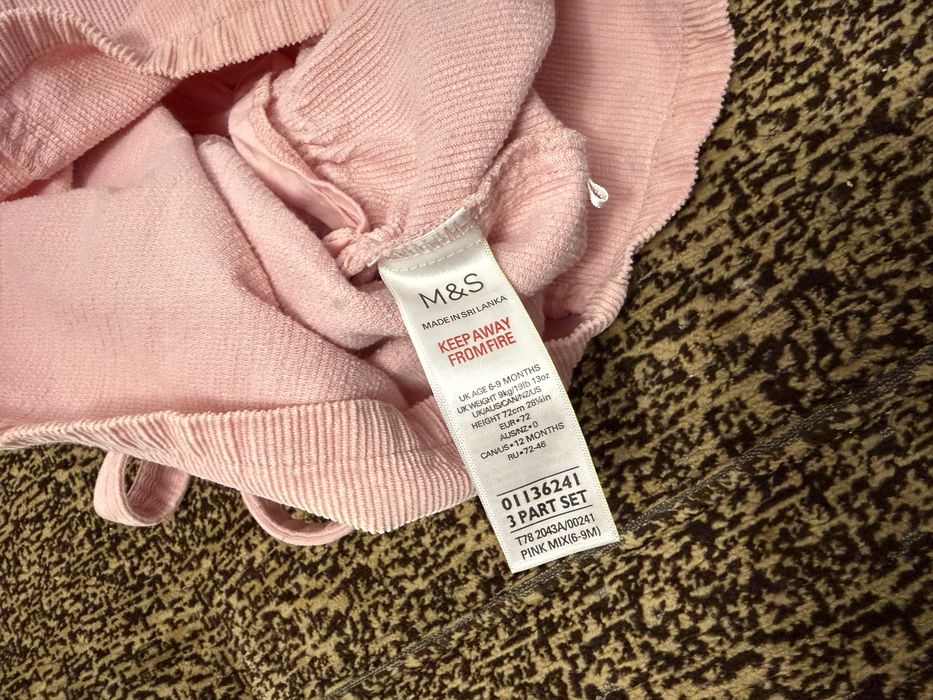 M&S
MADE IN SRI LANKA
KEEP AWAY
FROM FIRE
UK AGE 6-9 MONTHS
UK WEIGHT 9kg/19lb 13oz
UK/AUS/CAN/NZ/US
HEIGHT 72cm 28¼in
EUR•72
AUS/NZ•0
CAN/US•12 MONTHS
RU•72-46
01136241
3 PART SET
T78 2043A/00241
PINK MIX(6-9M)